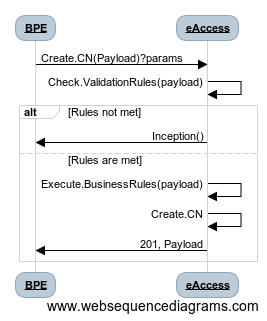 BPE eAccess
Create.CN(Payload)?params
Check.ValidationRules(payload)
alt [Rules not met]
Inception()
[Rules are met]
Execute.BusinessRules(payload)
Create.CN
201, Payload
BPE eAccess
www.websequencediagrams.com